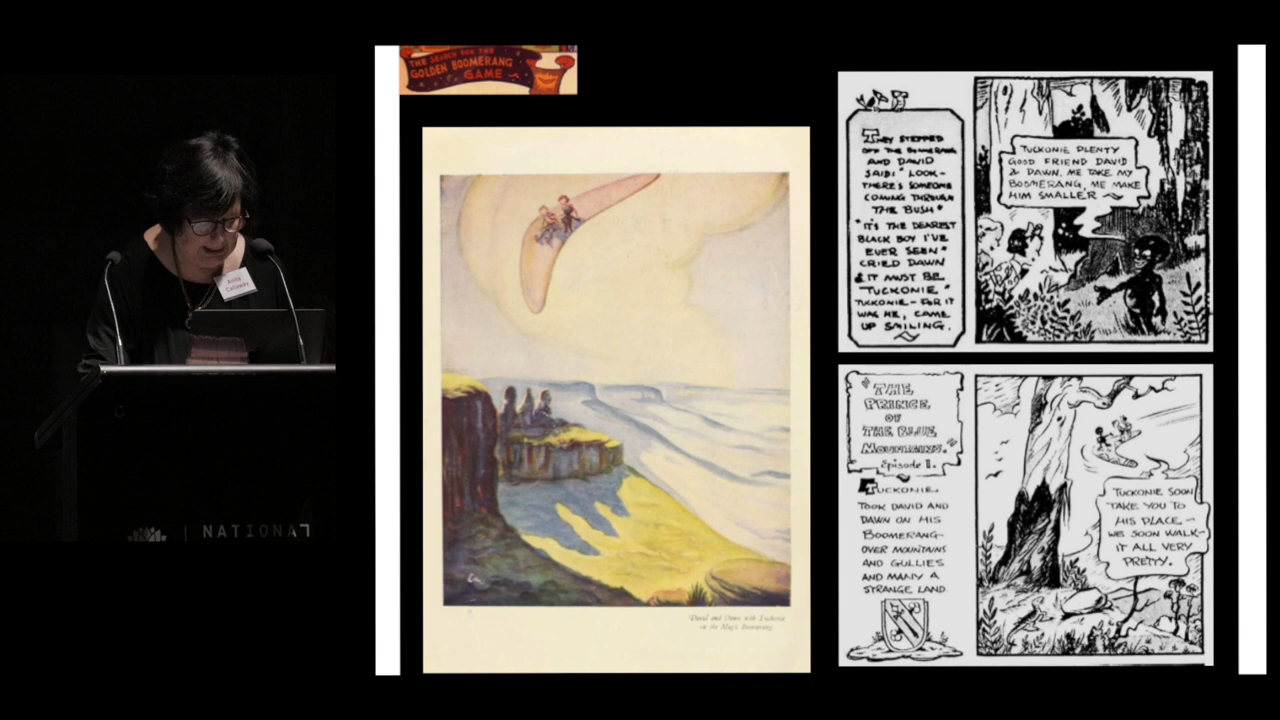 Anita
Callaway
NATIONAL
THE SEARCH FOR THE
GOLDEN BOOMERANG
GAME
David and Dawn with Tuckonie
on the Magic Boomerang.
THEY STEPPED
OFF THE BOOMERANG
AND DAVID
SAID: "LOOK—
THERE'S SOMEONE
COMING THROUGH
THE BUSH"
"IT'S THE DEAREST
BLACK BOY I'VE
EVER SEEN"
CRIED DAWN
& IT MUST BE
"TUCKONIE"
TUCKONIE – FOR IT
WAS HE, CAME
UP SMILING.
TUCKONIE PLENTY
GOOD FRIEND DAVID
& DAWN. ME TAKE MY
BOOMERANG, ME MAKE
HIM SMALLER
THE
PRINCE
OF
THE BLUE
MOUNTAINS.
Episode II.
TUCKONIE
TOOK DAVID AND
DAWN ON HIS
BOOMERANG—
OVER MOUNTAINS
AND GULLIES
AND MANY A
STRANGE LAND
TUCKONIE SOON
TAKE YOU TO
HIS PLACE –
WE SOON WALK–
IT ALL VERY
PRETTY.